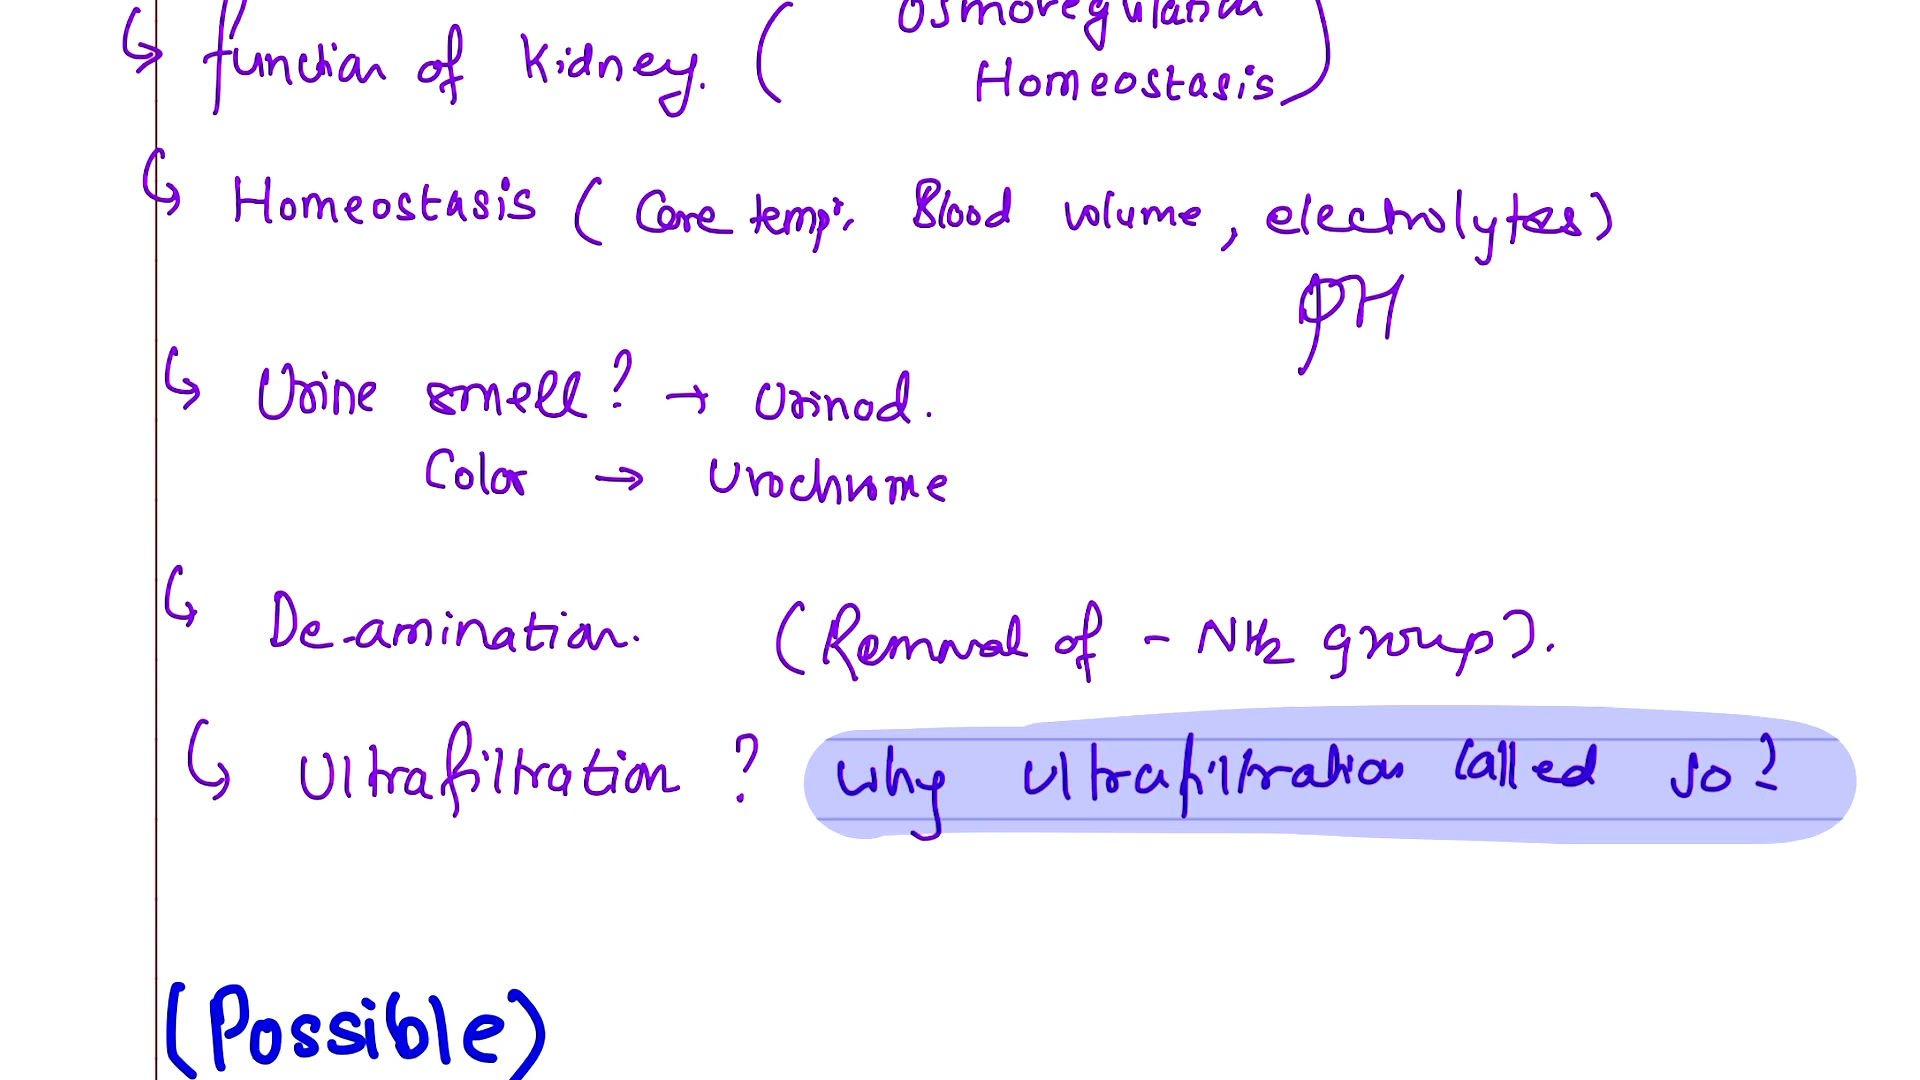 Osmoregulation
↳ function of Kidney. (
Homeostasis)
↳ Homeostasis ( Core temp. Blood volume, electrolytes)
pH
↳ Urine smell? → Urinod.
Color → Urochrome
↳ De-amination. (Removal of - NH2 group).
↳ Ultrafiltration ? Why ultrafiltration called so?
(Possible)